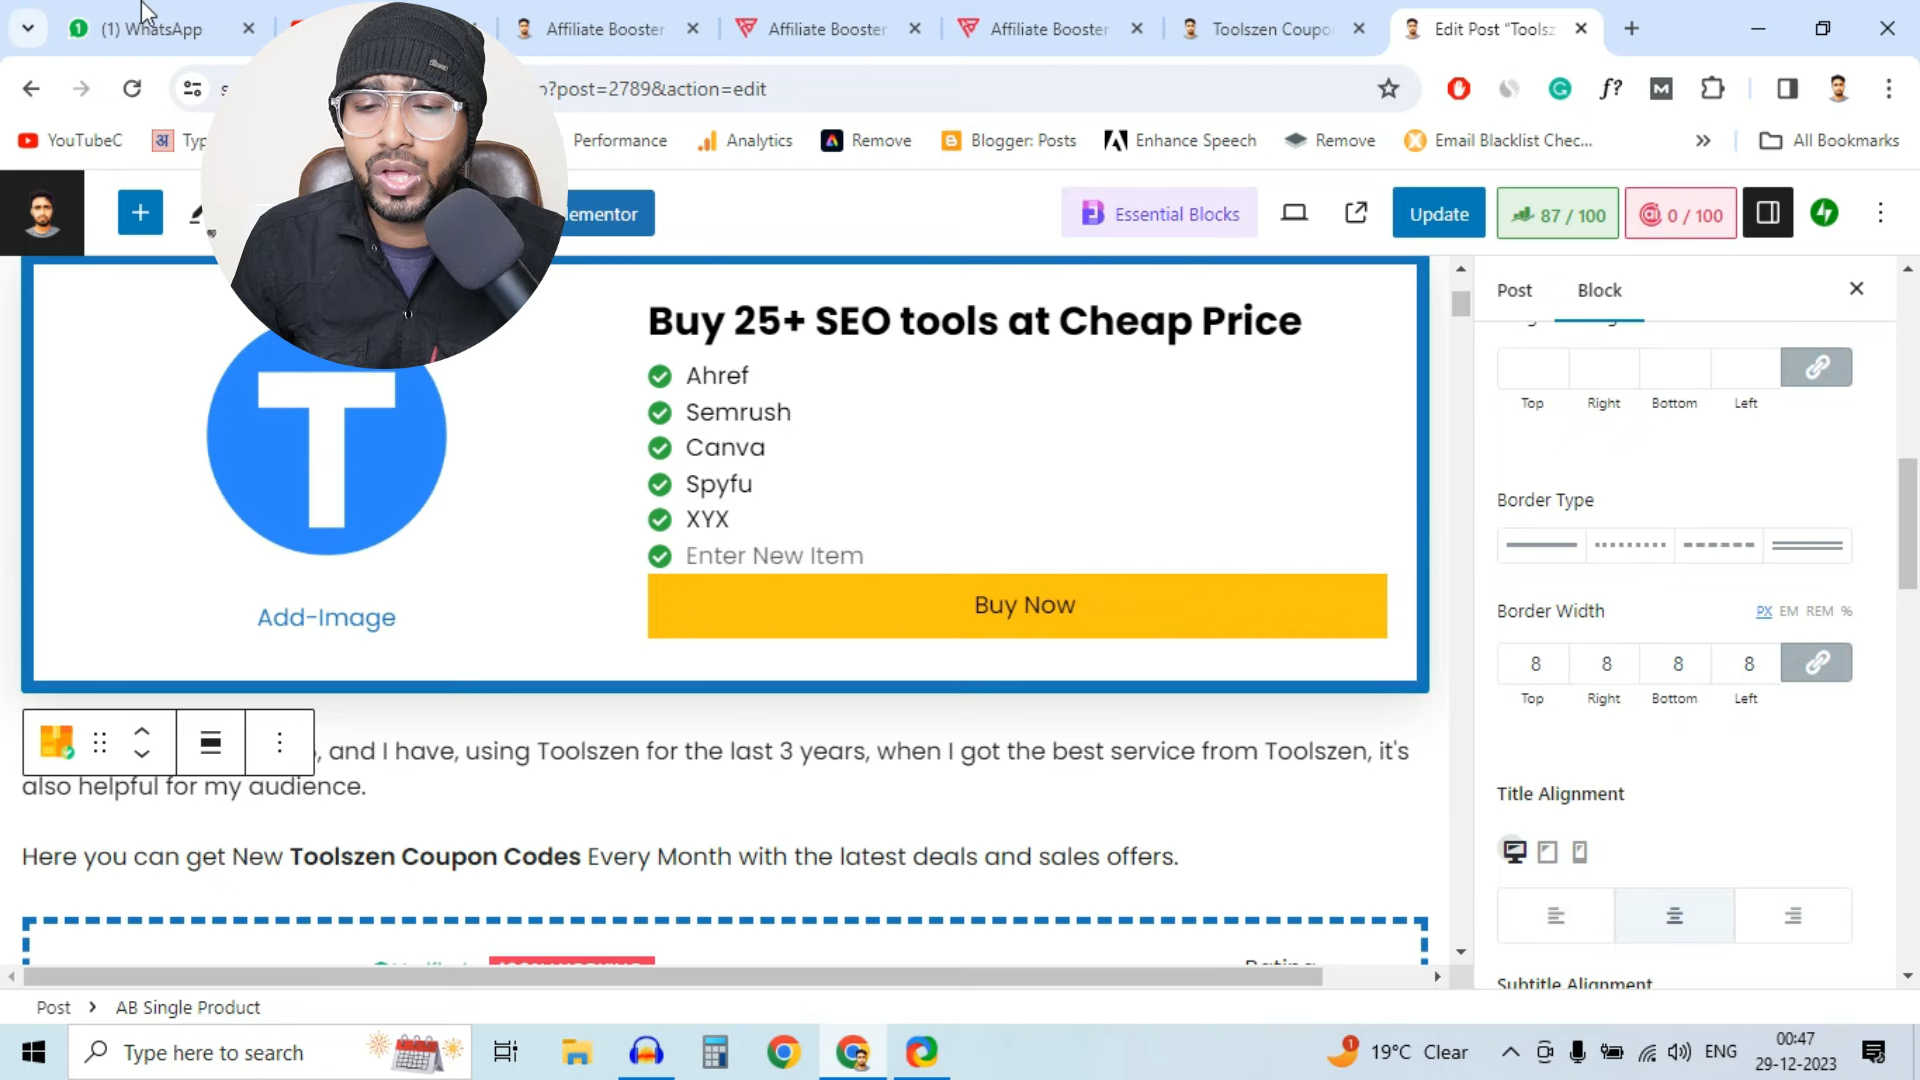 (1) WhatsApp
Affiliate Booster
Affiliate Booster
Affiliate Booster
Toolszen Coupo
Edit Post “Toolsz
?post=2789&action=edit
YouTubeC
अ
Typ
Performance
Analytics
Remove
Blogger: Posts
Enhance Speech
Remove
Email Blacklist Chec...
All Bookmarks
ementor
Essential Blocks
Update
87 / 100
0 / 100
Post
Block
Buy 25+ SEO tools at Cheap Price
Ahref
Semrush
Canva
Spyfu
XYX
Enter New Item
Buy Now
T
Add-Image
Top Right Bottom Left
Border Type
Border Width
PX EM REM %
8 8 8 8
Top Right Bottom Left
Title Alignment
Subtitle Alignment
, and I have, using Toolszen for the last 3 years, when I got the best service from Toolszen, it's
also helpful for my audience.
Here you can get New Toolszen Coupon Codes Every Month with the latest deals and sales offers.
Rating
Post
AB Single Product
Type here to search
1
19°C Clear
ENG
00:47
29-12-2023